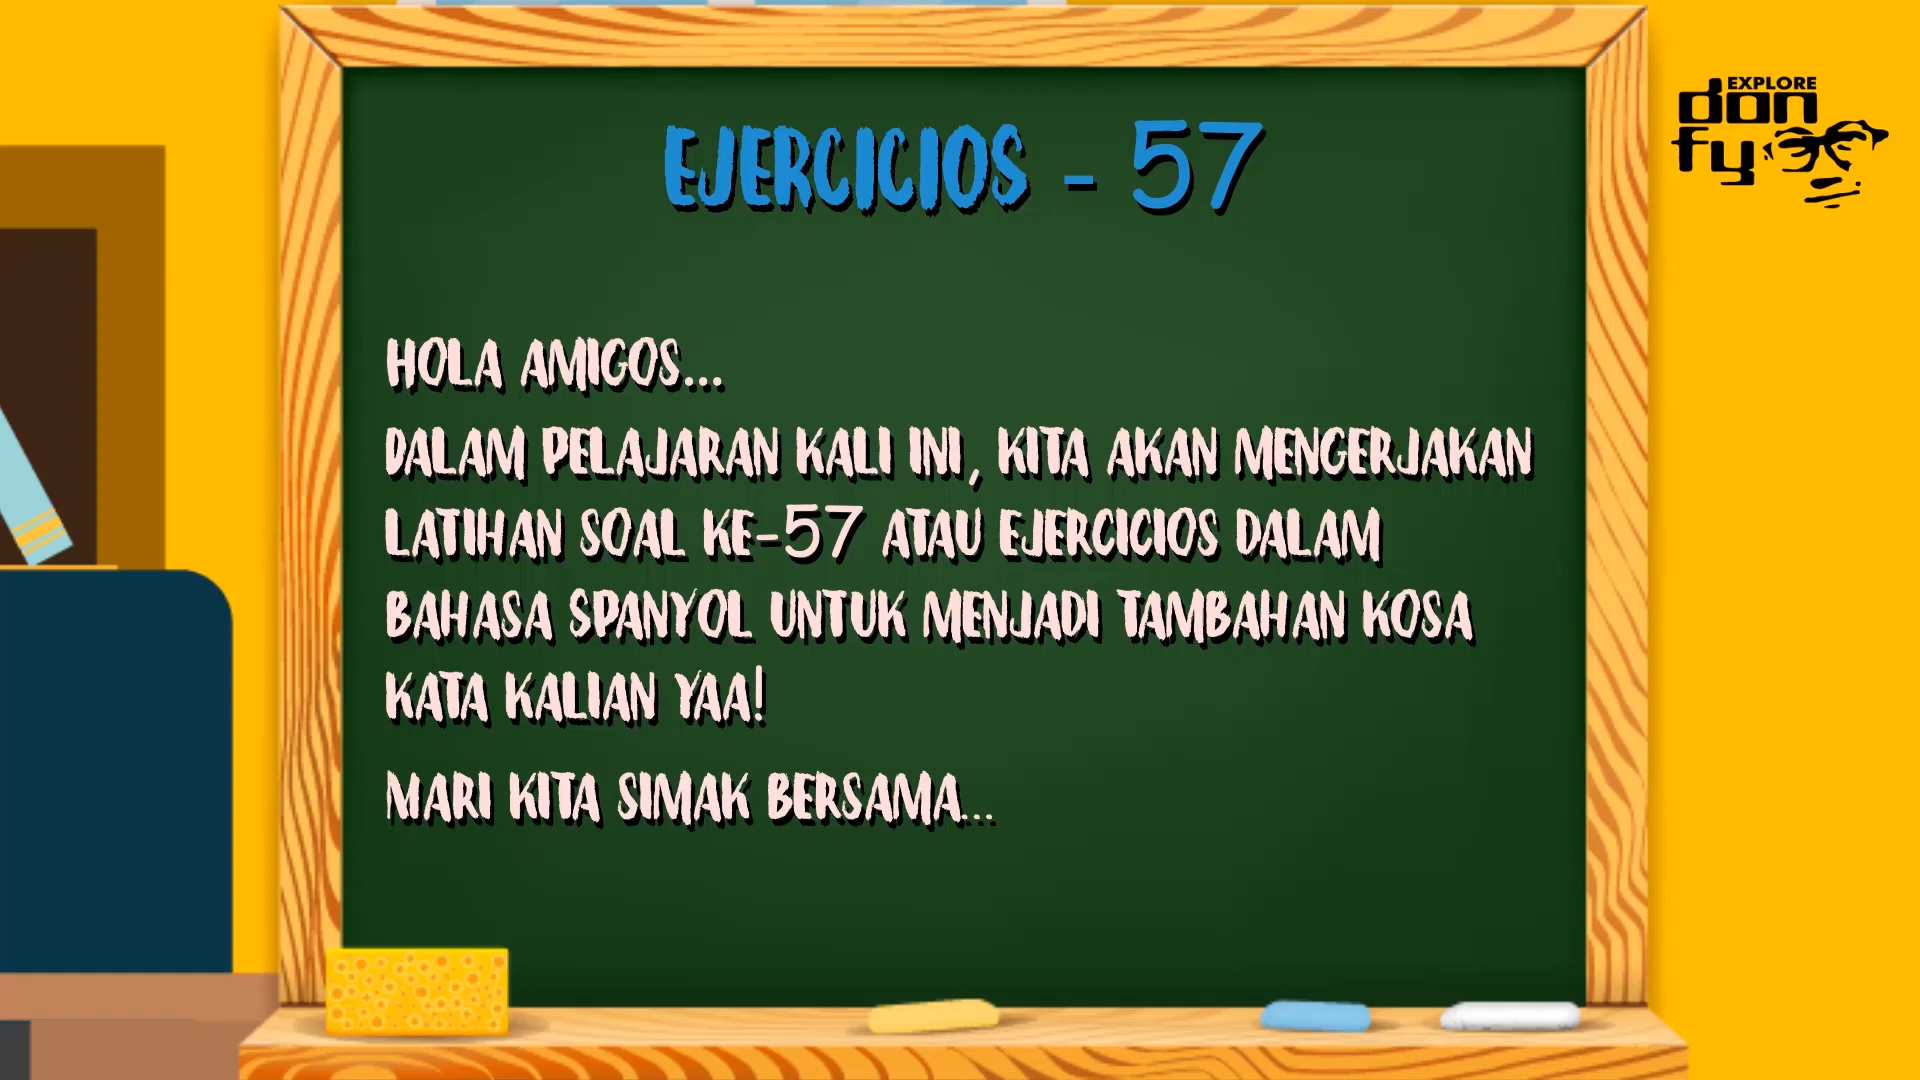 EJERCICIOS - 57
EXPLORE
don
fy
HOLA AMIGOS...
DALAM PELAJARAN KALI INI, KITA AKAN MENGERJAKAN
LATIHAN SOAL KE-57 ATAU EJERCICIOS DALAM
BAHASA SPANYOL UNTUK MENJADI TAMBAHAN KOSA
KATA KALIAN YAA!
MARI KITA SIMAK BERSAMA...